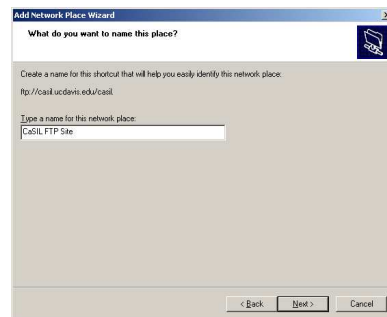 Add Network Place Wizard
What do you want to name this place?
Create a name for this shortcut that will help you easily identify this network place:
ftp://casil.ucdavis.edu/casil.
Type a name for this network place:
CaSIL FTP Site
< Back
Next >
Cancel